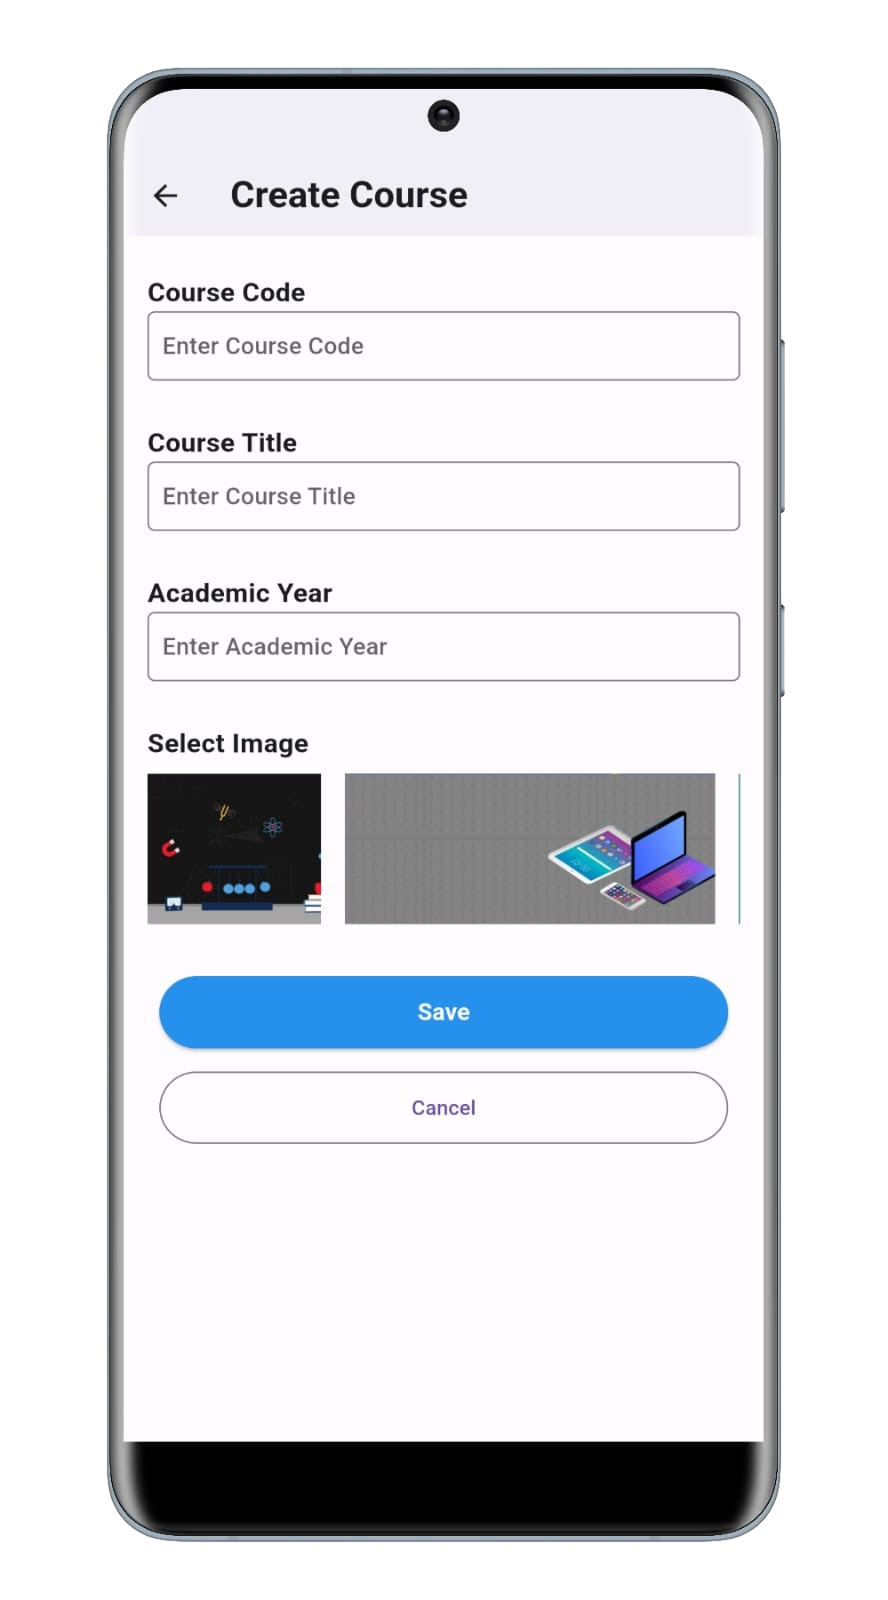 Create Course
Course Code
Enter Course Code
Course Title
Enter Course Title
Academic Year
Enter Academic Year
Select Image
Save
Cancel